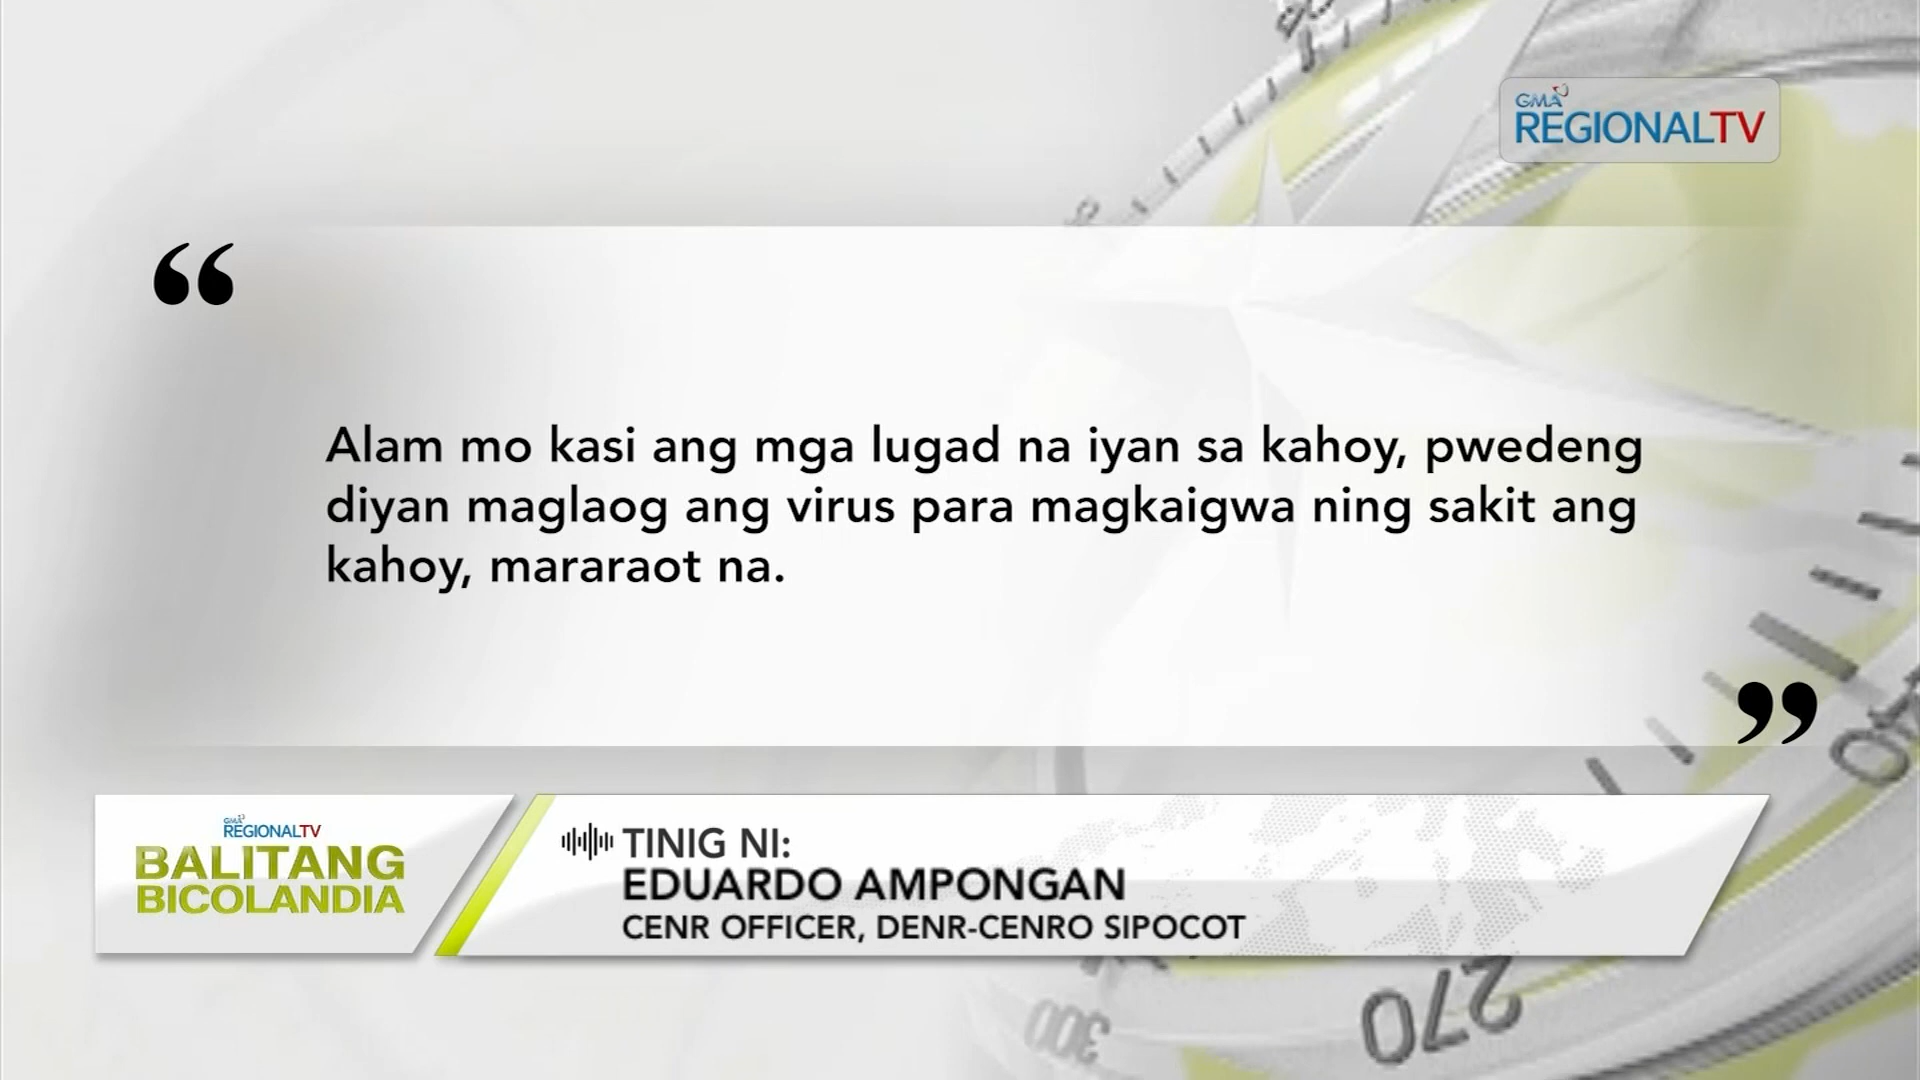 GMA
REGIONALTV
“
Alam mo kasi ang mga lugad na iyan sa kahoy, pwedeng
diyan maglaog ang virus para magkaigwa ning sakit ang
kahoy, mararaot na.
”
GMA
REGIONALTV
BALITANG
BICOLANDIA
TINIG NI:
EDUARDO AMPONGAN
CENR OFFICER, DENR-CENRO SIPOCOT
270
300